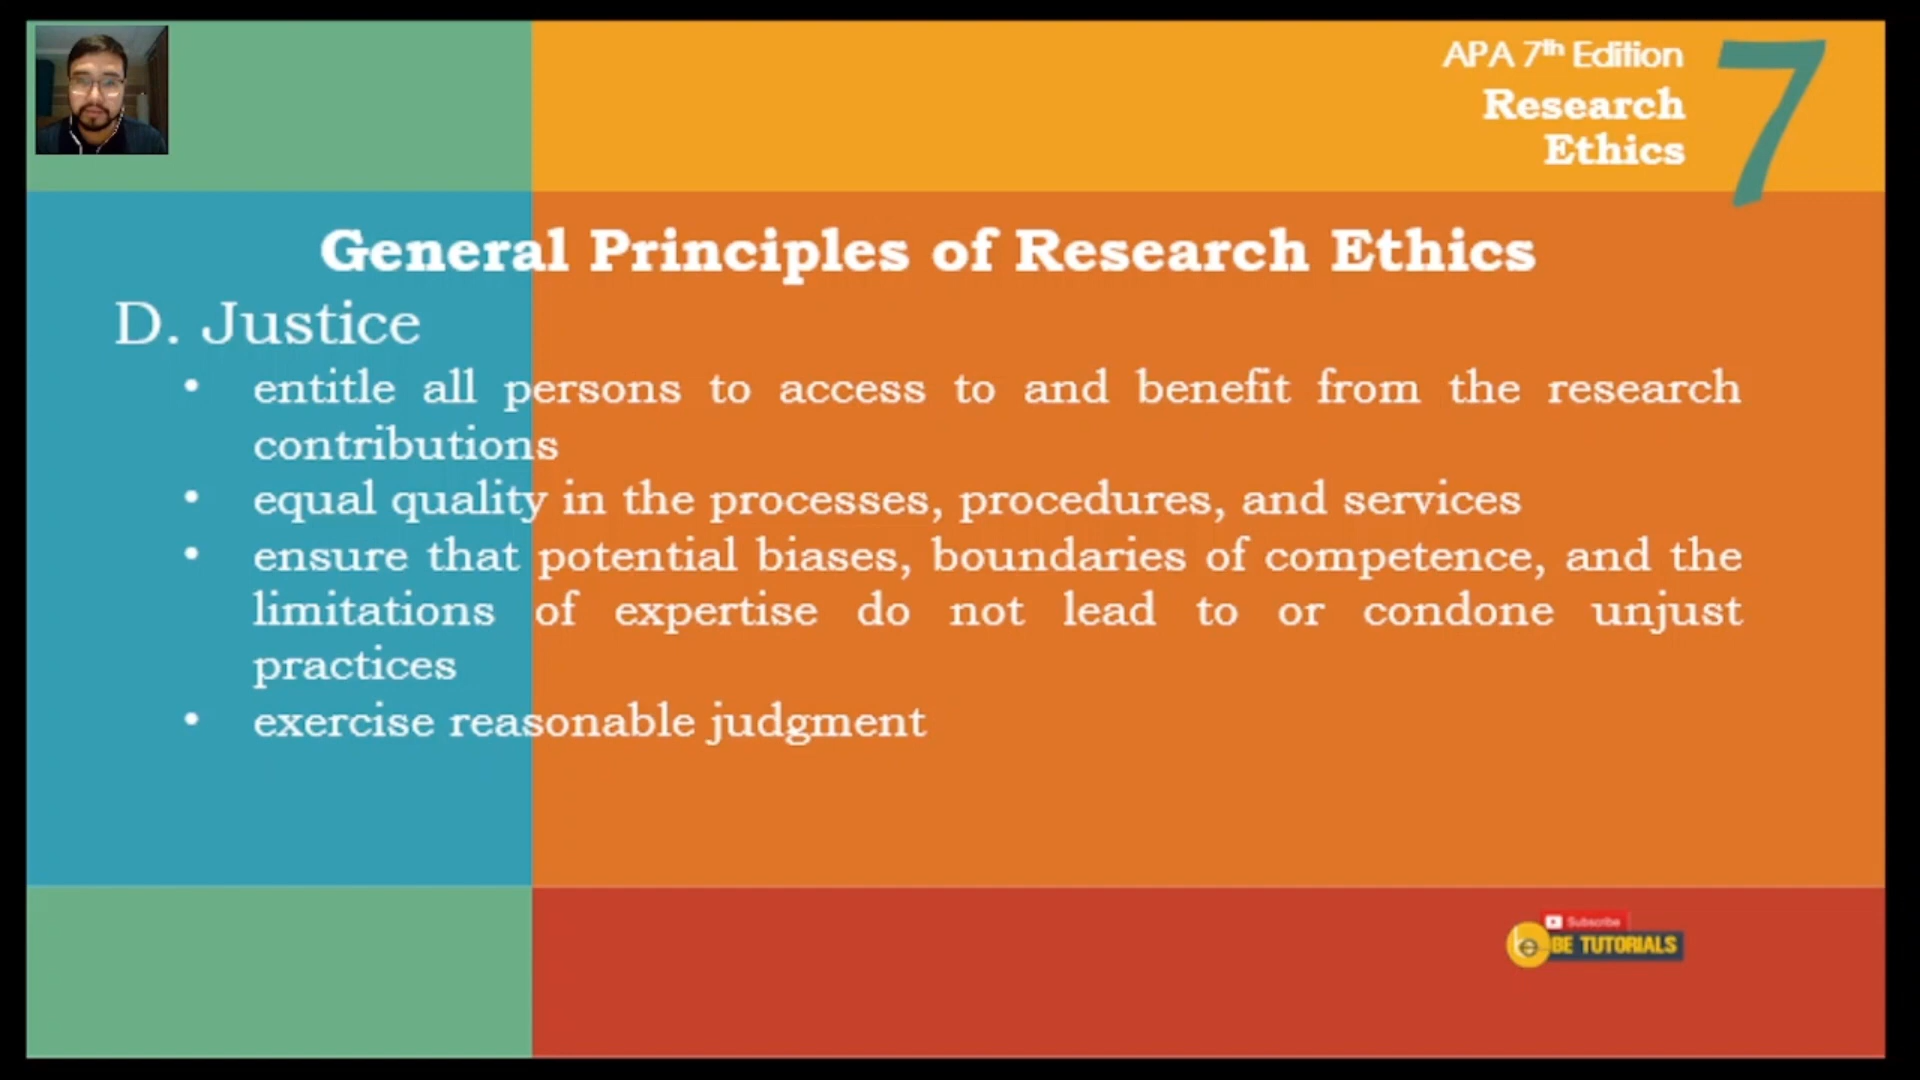 APA 7th Edition
Research
Ethics
7
General Principles of Research Ethics
D. Justice
• entitle all persons to access to and benefit from the research
contributions
• equal quality in the processes, procedures, and services
• ensure that potential biases, boundaries of competence, and the
limitations of expertise do not lead to or condone unjust
practices
• exercise reasonable judgment
Subscribe
BE TUTORIALS